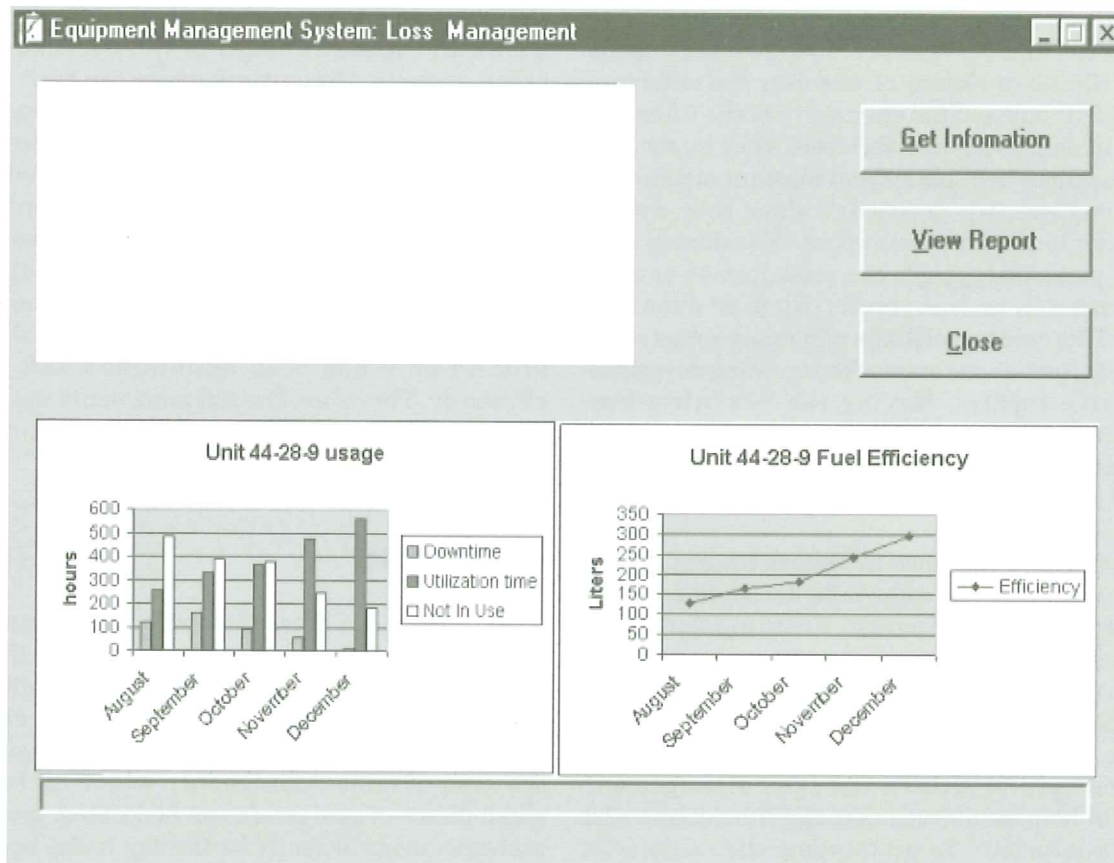 Equipment Management System: Loss Management
Get Infomation
View Report
Close
Unit 44-28-9 usage
600
500
400
300
200
100
0
hours
August
September
October
November
December
Downtime
Utilization time
Not In Use
Unit 44-28-9 Fuel Efficiency
350
300
250
200
150
100
50
0
Liters
August
September
October
November
December
Efficiency